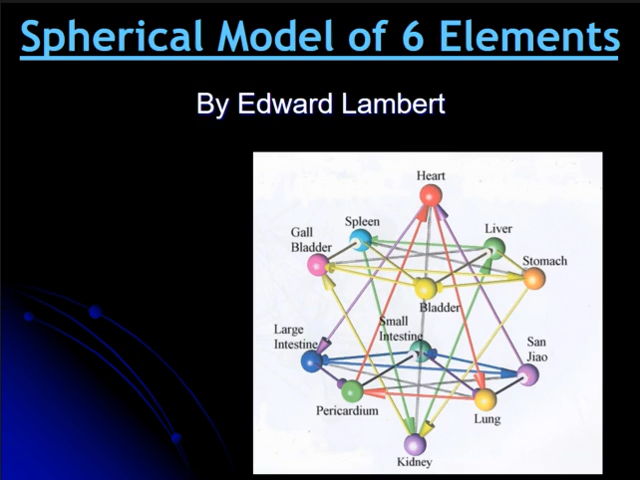 Spherical Model of 6 Elements
By Edward Lambert
Heart
Spleen
Liver
Gall
Bladder
Stomach
Bladder
Small
Intestine
Large
Intestine
San
Jiao
Pericardium
Lung
Kidney